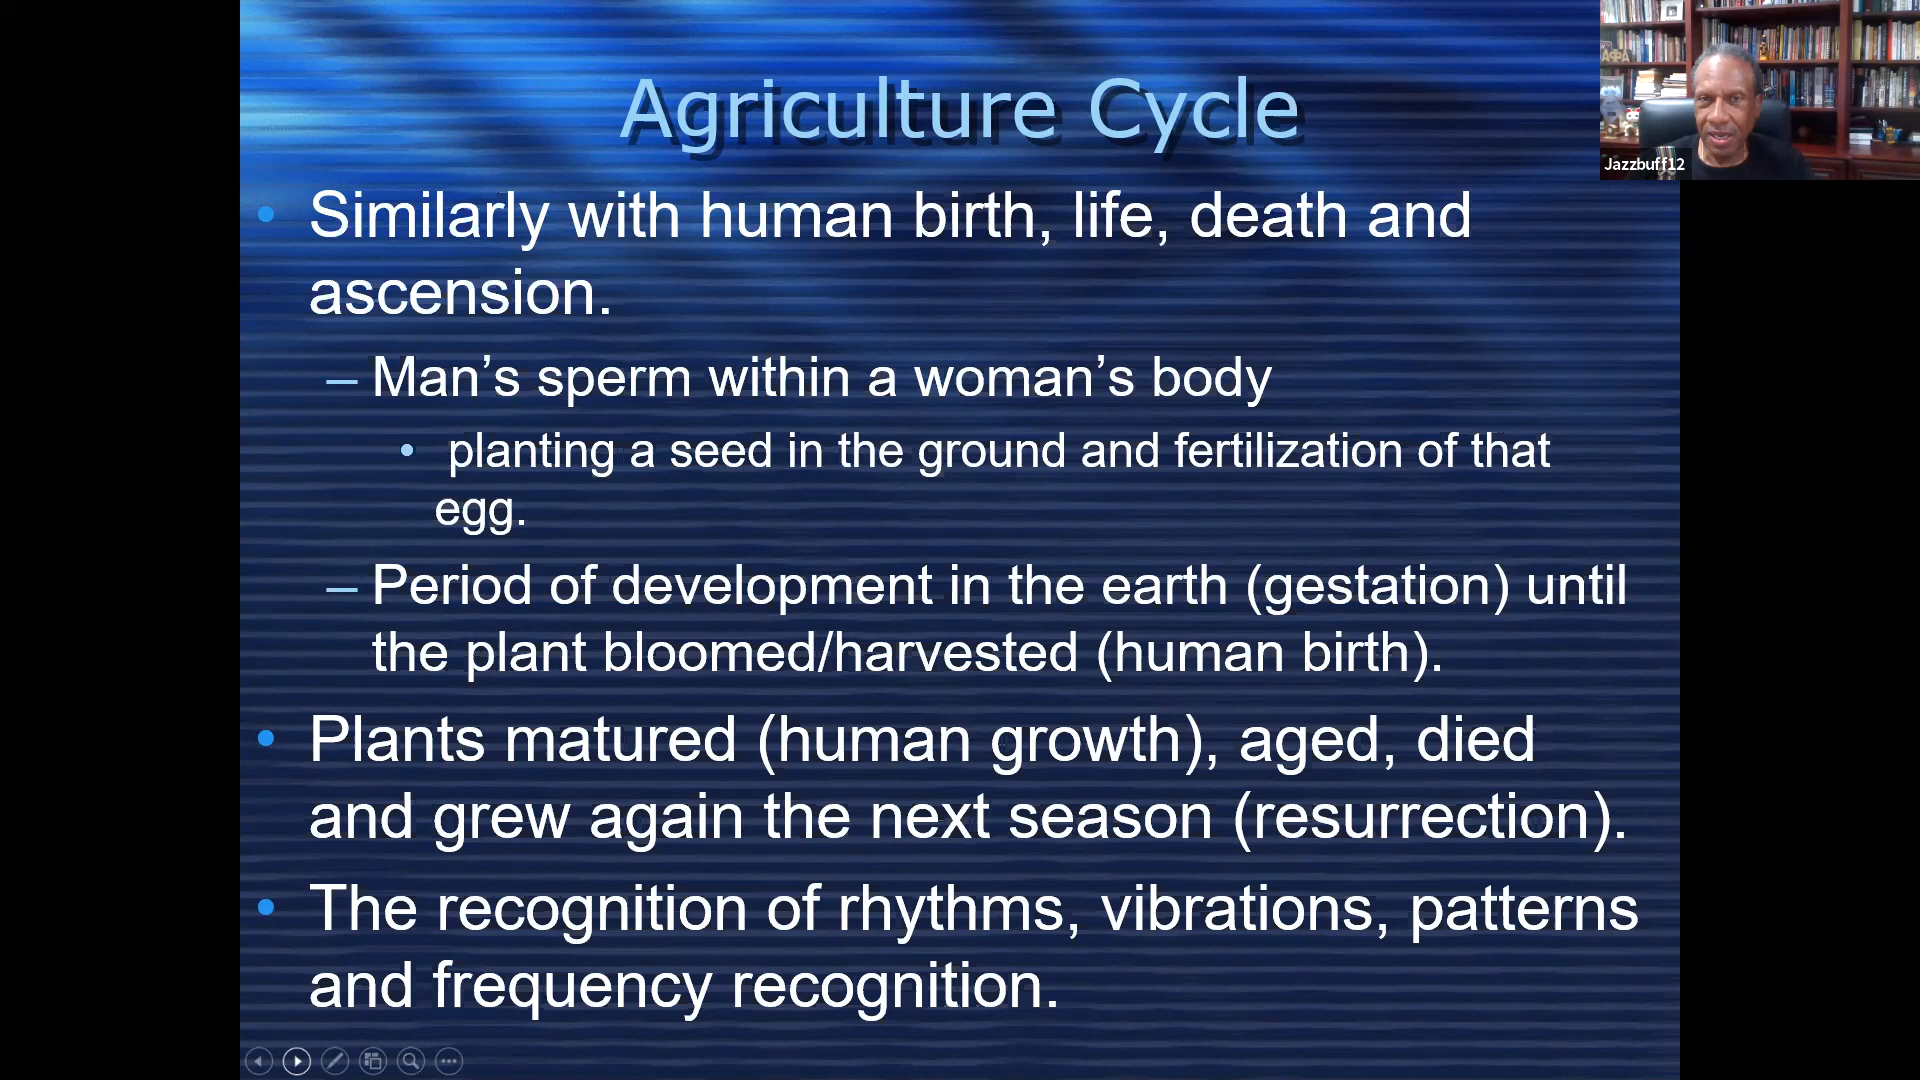 Agriculture Cycle
Jazzbuff12
• Similarly with human birth, life, death and
ascension.
– Man’s sperm within a woman’s body
• planting a seed in the ground and fertilization of that
egg.
– Period of development in the earth (gestation) until
the plant bloomed/harvested (human birth).
• Plants matured (human growth), aged, died
and grew again the next season (resurrection).
• The recognition of rhythms, vibrations, patterns
and frequency recognition.